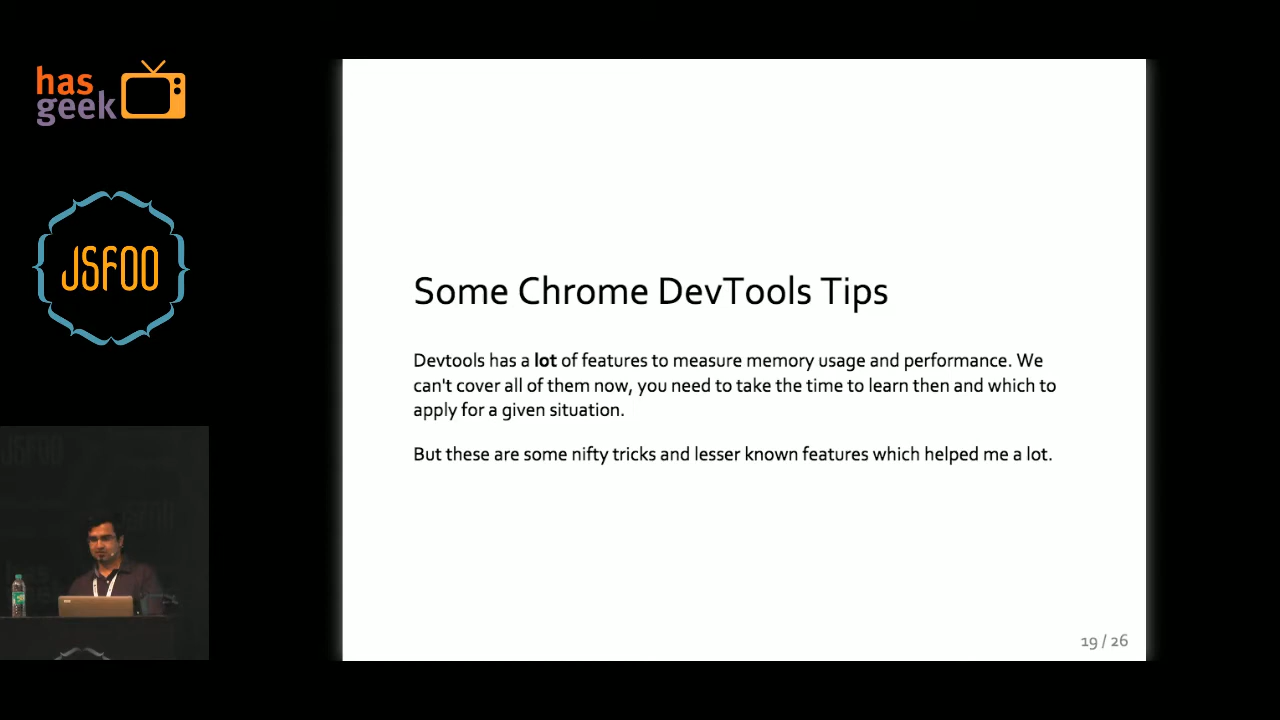 has
geek
JSFOO
Some Chrome DevTools Tips
Devtools has a lot of features to measure memory usage and performance. We
can't cover all of them now, you need to take the time to learn then and which to
apply for a given situation.
But these are some nifty tricks and lesser known features which helped me a lot.
19 / 26
JSFOO